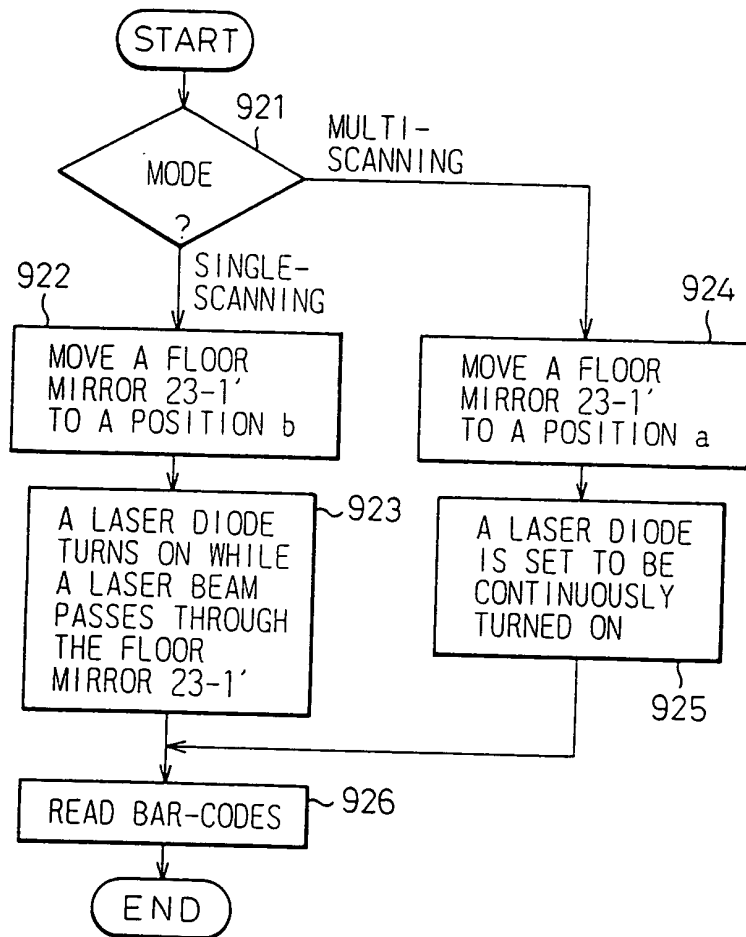 START
921
MODE
?
MULTI-
SCANNING
SINGLE-
SCANNING
922
MOVE A FLOOR
MIRROR 23-1'
TO A POSITION b
924
MOVE A FLOOR
MIRROR 23-1'
TO A POSITION a
923
A LASER DIODE
TURNS ON WHILE
A LASER BEAM
PASSES THROUGH
THE FLOOR
MIRROR 23-1'
A LASER DIODE
IS SET TO BE
CONTINUOUSLY
TURNED ON
925
READ BAR-CODES
926
END